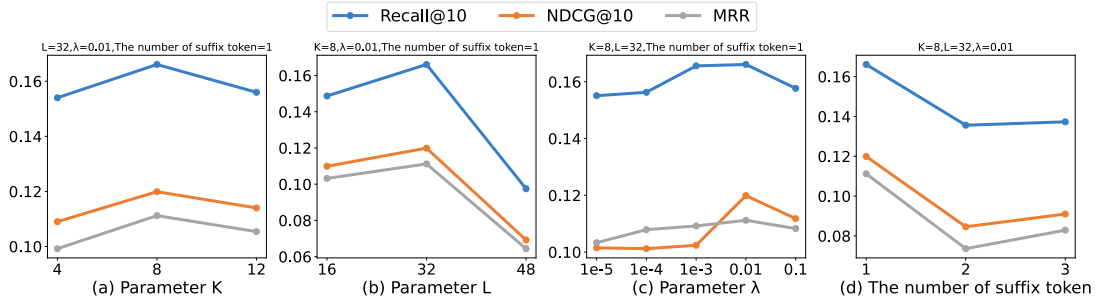 Recall@10 NDCG@10 MRR
L=32,λ=0.01,The number of suffix token=1
0.16
0.14
0.12
0.10
4 8 12
(a) Parameter K
K=8,λ=0.01,The number of suffix token=1
0.16
0.14
0.12
0.10
0.08
0.06
16 32 48
(b) Parameter L
K=8,L=32,The number of suffix token=1
0.16
0.14
0.12
0.10
1e-5 1e-4 1e-3 0.01 0.1
(c) Parameter λ
K=8,L=32,λ=0.01
0.16
0.14
0.12
0.10
0.08
1 2 3
(d) The number of suffix token